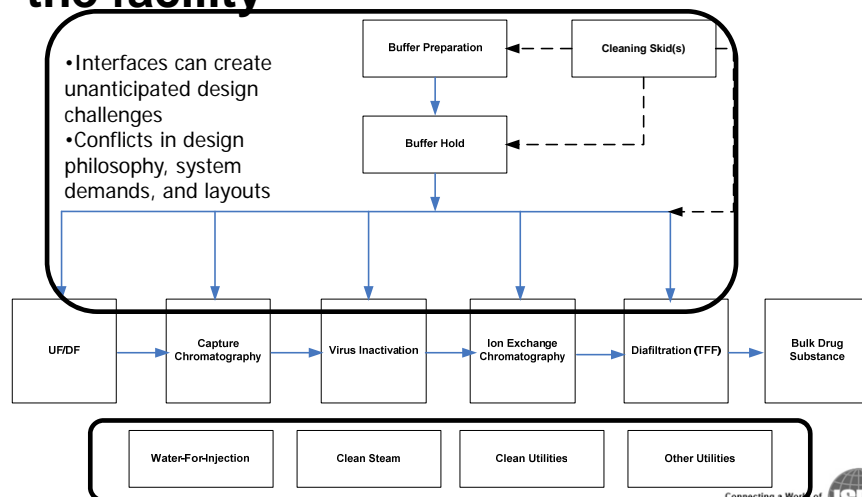 the facility
•Interfaces can create
unanticipated design
challenges
•Conflicts in design
philosophy, system
demands, and layouts
Buffer Preparation
Cleaning Skid(s)
Buffer Hold
UF/DF
Capture
Chromatography
Virus Inactivation
Ion Exchange
Chromatography
Diafiltration (TFF)
Bulk Drug
Substance
Water-For-Injection
Clean Steam
Clean Utilities
Other Utilities
Connecting a World of